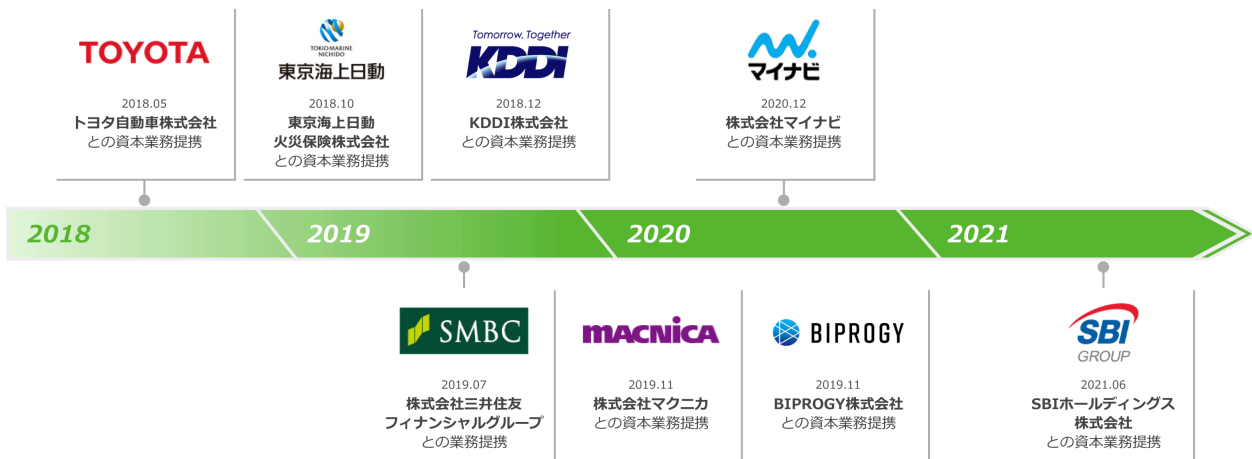 TOYOTA
2018.05
トヨタ自動車株式会社
との資本業務提携
TOKIO MARINE
NICHIDO
東京海上日動
2018.10
東京海上日動
火災保険株式会社
との資本業務提携
Tomorrow, Together
KDDI
2018.12
KDDI株式会社
との資本業務提携
マイナビ
2020.12
株式会社マイナビ
との資本業務提携
2018
2019
2020
2021
SMBC
2019.07
株式会社三井住友
フィナンシャルグループ
との業務提携
macnica
2019.11
株式会社マクニカ
との資本業務提携
BIPROGY
2019.11
BIPROGY株式会社
との資本業務提携
SBI
GROUP
2021.06
SBIホールディングス
株式会社
との資本業務提携